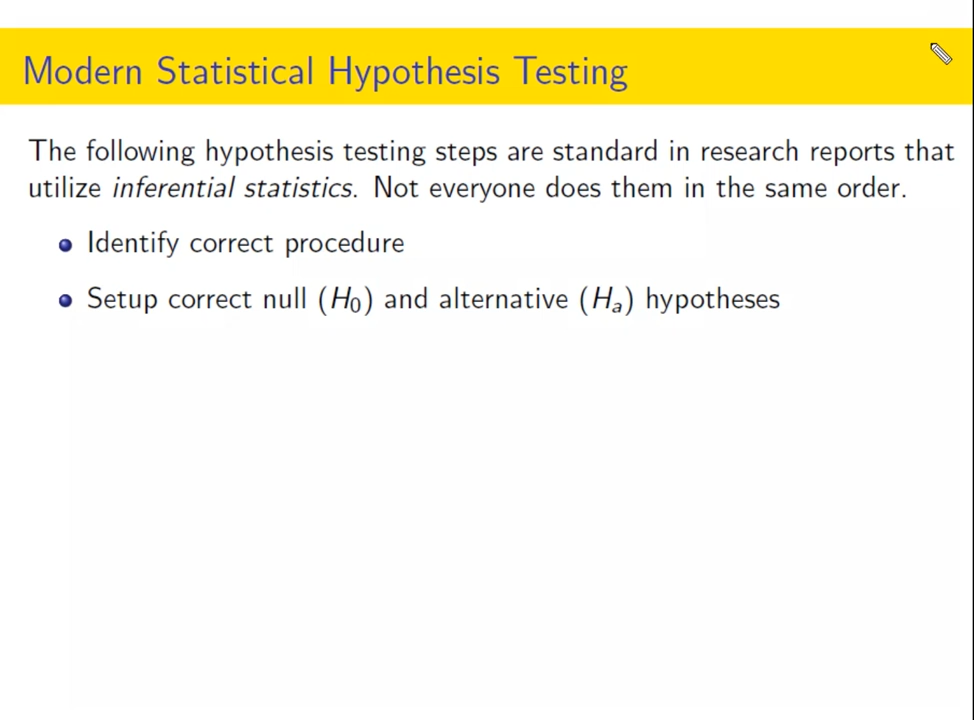 Modern Statistical Hypothesis Testing
The following hypothesis testing steps are standard in research reports that
utilize inferential statistics. Not everyone does them in the same order.
Identify correct procedure
Setup correct null (H₀) and alternative (Hₐ) hypotheses